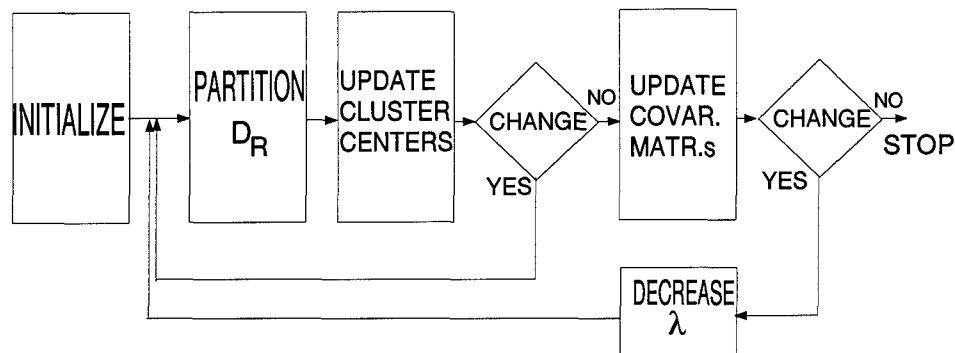 INITIALIZE
PARTITION
D_R
UPDATE
CLUSTER
CENTERS
CHANGE
NO
YES
UPDATE
COVAR.
MATR.s
CHANGE
NO
STOP
YES
DECREASE
λ